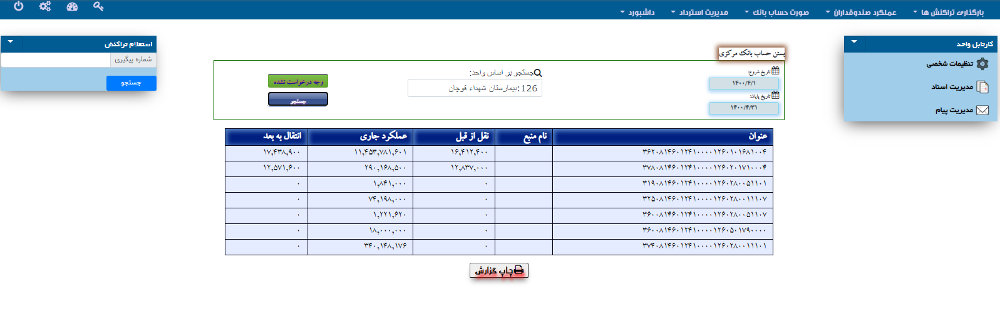 بارگذاری تراکنش ها
عملکرد صندوقداران
صورت حساب بانک
مدیریت استرداد
داشبورد
کارتابل واحد
تنظیمات شخصی
مدیریت اسناد
مدیریت پیام
بستن حساب بانک مرکزی
تاریخ شروع:
۱۴۰۰/۴/۱
تاریخ پایان:
۱۴۰۰/۴/۳۱
جستجو بر اساس واحد:
126:بیمارستان شهداء قوچان
وجه درخواست نشده
جستجو
استعلام تراکنش
شماره پیگیری
جستجو
عنوان نام منبع نقل از قبل عملکرد جاری انتقال به بعد
۳۶۲۰۸۱۴۶۰۱۲۴۱۰۰۰۰۱۲۶۰۱۰۱۶۸۱۰۰۴ ۱۶,۴۱۲,۴۰۰ ۱۱,۴۵۳,۷۸۱,۶۰۱ ۱۷,۴۳۸,۹۰۰
۳۷۸۰۸۱۴۶۰۱۲۴۱۰۰۰۰۱۲۶۰۲۰۱۷۱۰۰۰۴ ۱۲,۸۳۷,۰۰۰ ۲۹۰,۱۶۸,۵۰۰ ۱۲,۵۷۱,۶۰۰
۳۱۹۰۸۱۴۶۰۱۲۴۱۰۰۰۰۱۲۶۰۲۸۰۰۵۱۱۰۱ ۰ ۱,۸۴۱,۰۰۰ ۰
۳۲۵۰۸۱۴۶۰۱۲۴۱۰۰۰۰۱۲۶۰۲۸۰۰۱۱۱۰۷ ۰ ۷۴,۱۹۸,۰۰۰ ۰
۳۶۰۰۸۱۴۶۰۱۲۴۱۰۰۰۰۱۲۶۰۲۸۰۰۵۱۱۰۷ ۰ ۱,۲۲۱,۶۲۰ ۰
۳۶۰۰۸۱۴۶۰۱۲۴۱۰۰۰۰۱۲۶۰۵۰۱۷۹۰۰۰۰ ۰ ۱۸,۰۰۰,۰۰۰ ۰
۳۷۴۰۸۱۴۶۰۱۲۴۱۰۰۰۰۱۲۶۰۲۸۰۰۱۱۱۰۱ ۰ ۳۴۰,۱۴۸,۱۷۶ ۰
چاپ گزارش